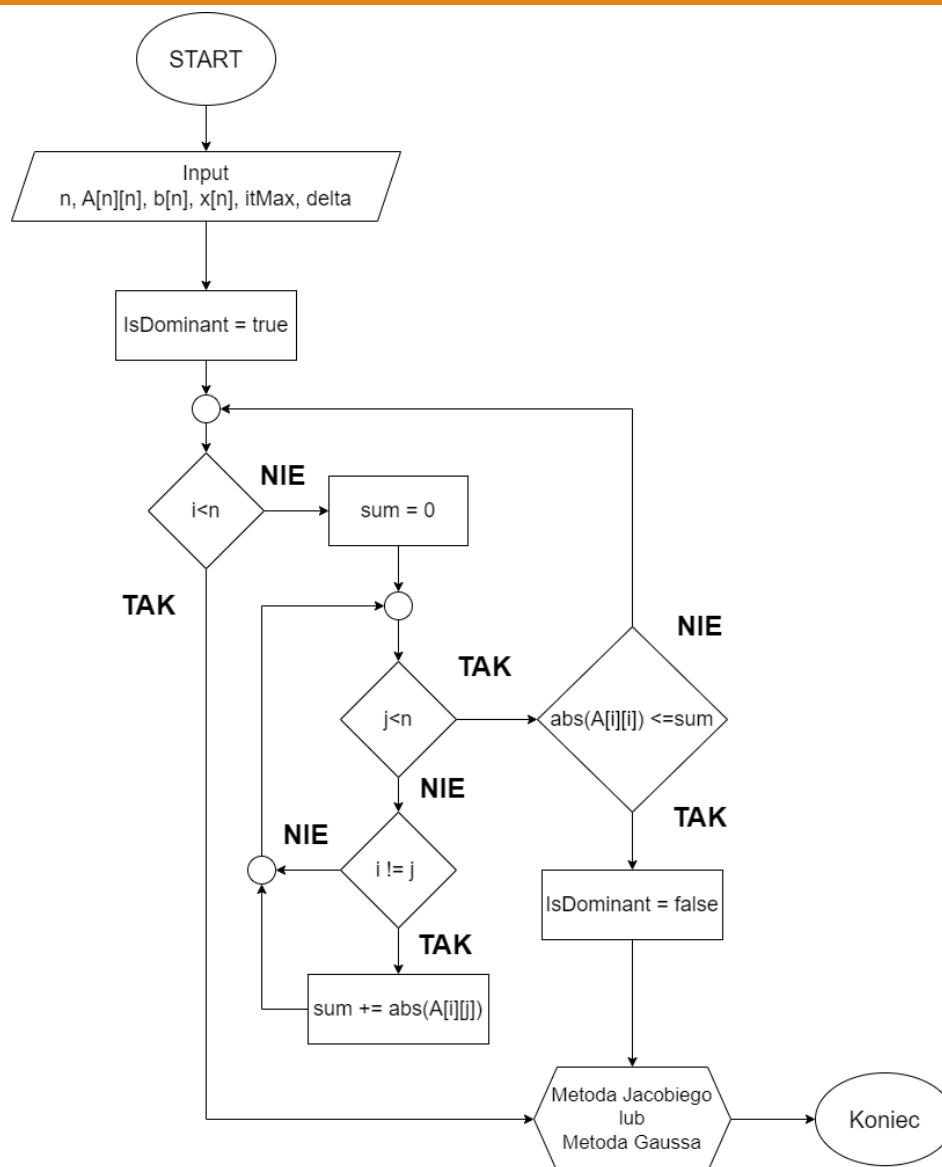 START
Input
n, A[n][n], b[n], x[n], itMax, delta
IsDominant = true
i<n
NIE
sum = 0
TAK
j<n
TAK
abs(A[i][i]) <=sum
NIE
NIE
i != j
NIE
TAK
sum += abs(A[i][j])
TAK
IsDominant = false
Metoda Jacobiego
lub
Metoda Gaussa
Koniec